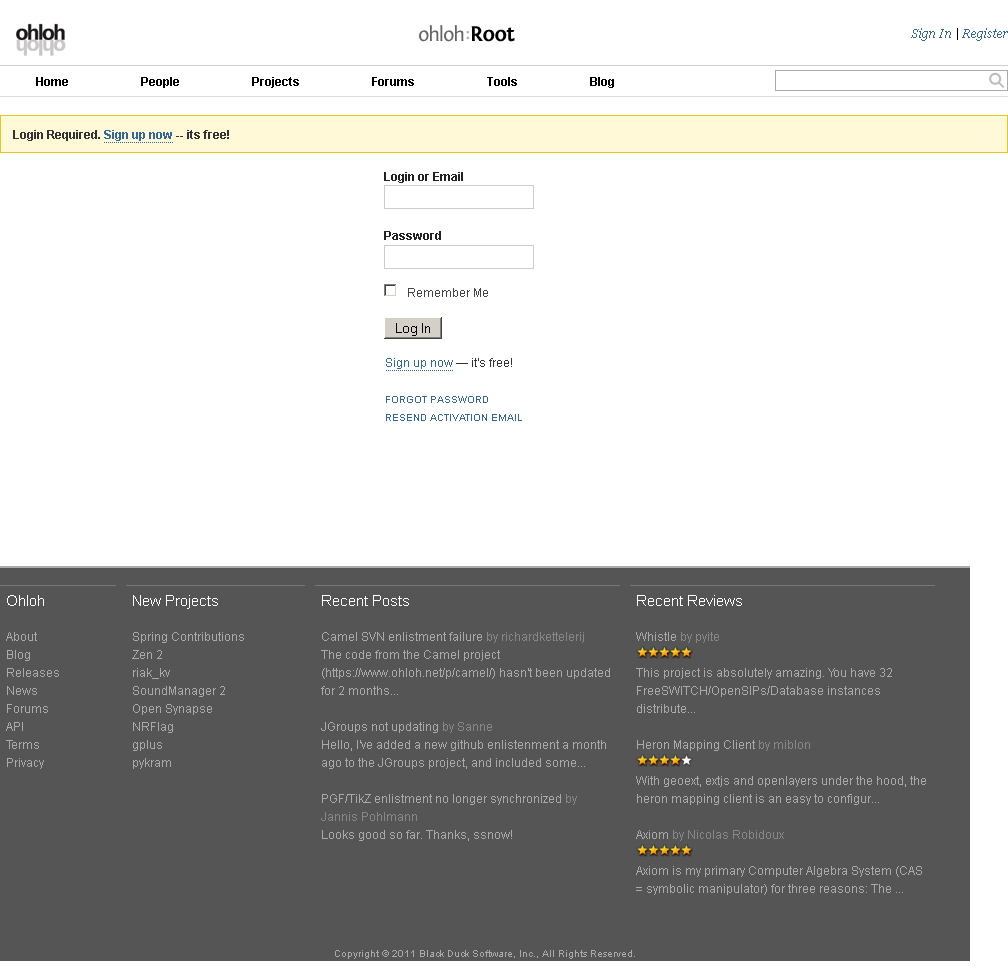 ohloh
ohloh:Root
Sign In | Register
Home People Projects Forums Tools Blog
Login Required. Sign up now -- its free!
Login or Email
Password
Remember Me
Log In
Sign up now — it's free!
FORGOT PASSWORD
RESEND ACTIVATION EMAIL
Ohloh
About
Blog
Releases
News
Forums
API
Terms
Privacy
New Projects
Spring Contributions
Zen 2
riak_kv
SoundManager 2
Open Synapse
NRFlag
gplus
pykram
Recent Posts
Camel SVN enlistment failure by richardkettelerij
The code from the Camel project
(https://www.ohloh.net/p/camel/) hasn't been updated
for 2 months...
JGroups not updating by Sanne
Hello, I've added a new github enlistenment a month
ago to the JGroups project, and included some...
PGF/TikZ enlistment no longer synchronized by
Jannis Pohlmann
Looks good so far. Thanks, ssnow!
Recent Reviews
Whistle by pyite
This project is absolutely amazing. You have 32
FreeSWITCH/OpenSIPs/Database instances
distribute...
Heron Mapping Client by miblon
With geoext, extjs and openlayers under the hood, the
heron mapping client is an easy to configur...
Axiom by Nicolas Robidoux
Axiom is my primary Computer Algebra System (CAS
= symbolic manipulator) for three reasons: The ...
Copyright © 2011 Black Duck Software, Inc., All Rights Reserved.